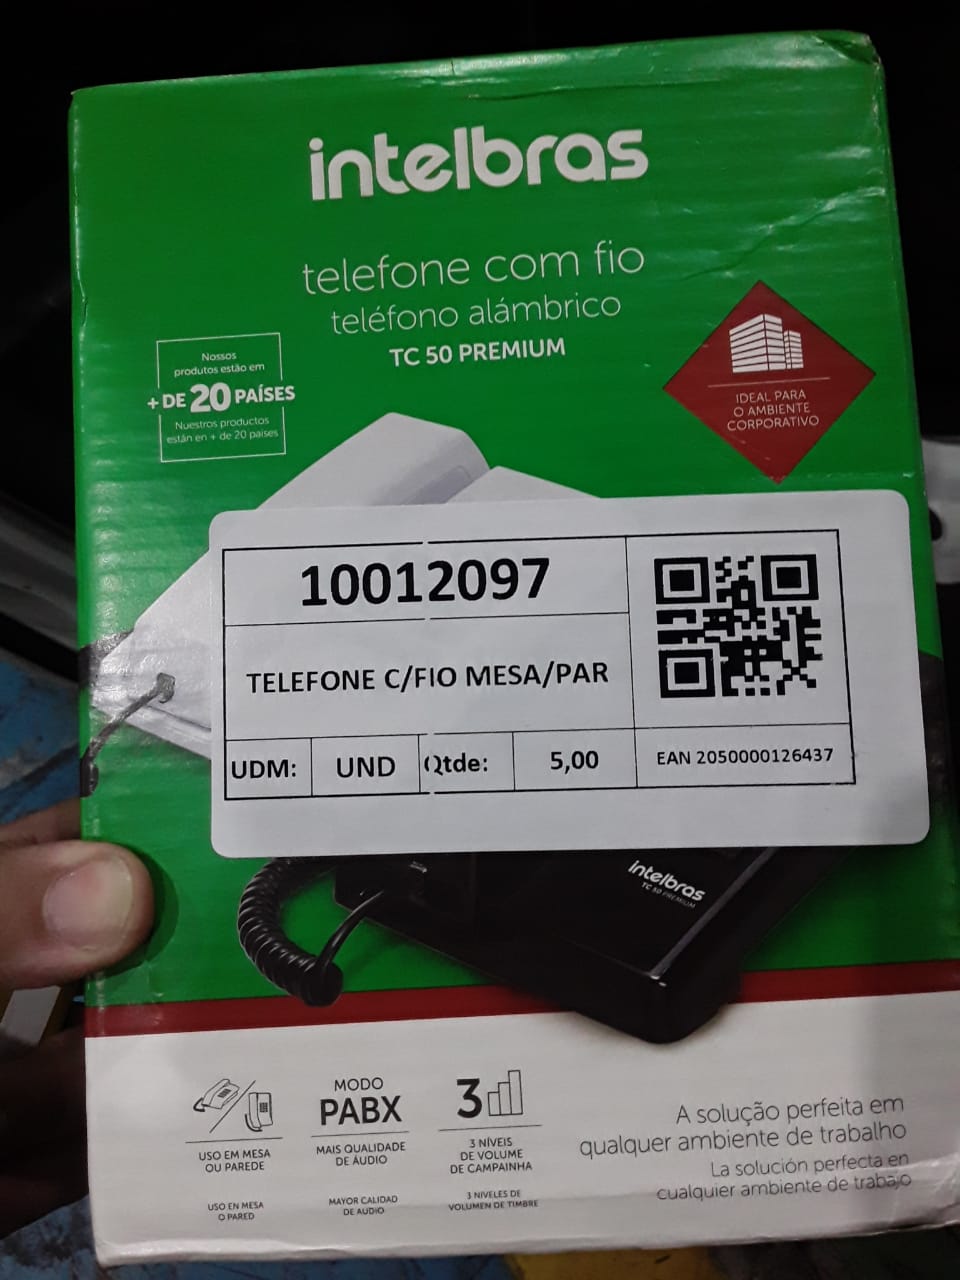 intelbras
telefone com fio
teléfono alámbrico
TC 50 PREMIUM
Nossos
produtos estão em
+ DE 20 PAÍSES
Nuestros productos
están en + de 20 países
IDEAL PARA
O AMBIENTE
CORPORATIVO
10012097
TELEFONE C/FIO MESA/PAR
UDM: UND Qtde: 5,00
EAN 2050000126437
intelbras
TC 50 PREMIUM
USO EM MESA
OU PAREDE
USO EN MESA
O PARED
MODO
PABX
MAIS QUALIDADE
DE ÁUDIO
MAYOR CALIDAD
DE AUDIO
3
3 NÍVEIS
DE VOLUME
DE CAMPAINHA
3 NIVELES DE
VOLUMEN DE TIMBRE
A solução perfeita em
qualquer ambiente de trabalho
La solución perfecta en
cualquier ambiente de trabajo